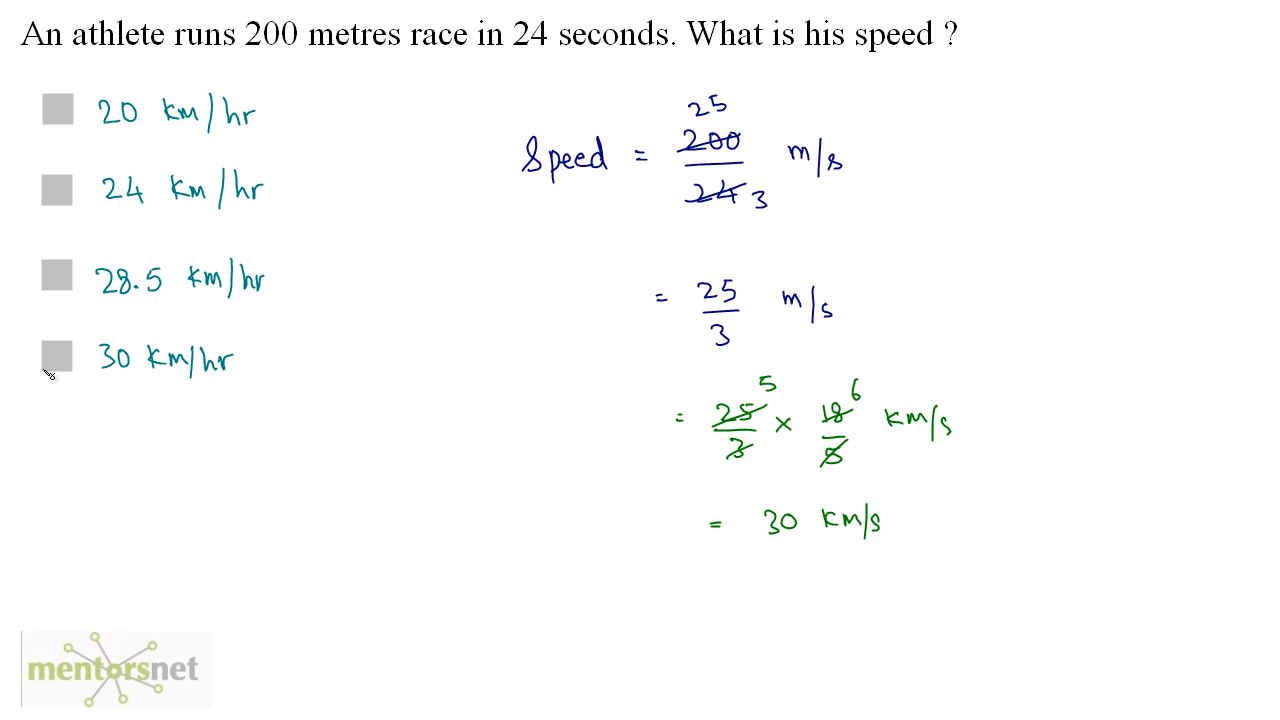 An athlete runs 200 metres race in 24 seconds. What is his speed ?
20 km/hr
24 km/hr
28.5 km/hr
30 km/hr
25
Speed = 200/24 m/s
3
= 25/3 m/s
5 6
= 25/3 × 18/5 km/s
= 30 km/s
mentorsnet